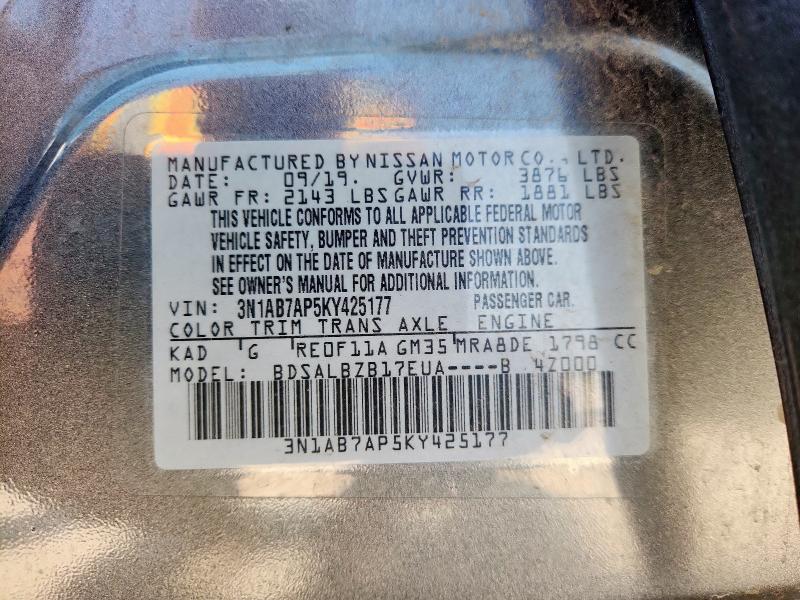 MANUFACTURED BY NISSAN MOTOR CO., LTD.
DATE: 09/19. GVWR: 3876 LBS
GAWR FR: 2143 LBS GAWR RR: 1881 LBS
THIS VEHICLE CONFORMS TO ALL APPLICABLE FEDERAL MOTOR
VEHICLE SAFETY, BUMPER AND THEFT PREVENTION STANDARDS
IN EFFECT ON THE DATE OF MANUFACTURE SHOWN ABOVE.
SEE OWNER'S MANUAL FOR ADDITIONAL INFORMATION.
VIN: 3N1AB7AP5KY425177 PASSENGER CAR.
COLOR TRIM TRANS AXLE ENGINE
KAD G RE0F11A GM35 MRA8DE 1798 CC
MODEL: BDSALBZB17EUA----B 4Z000
3N1AB7AP5KY425177